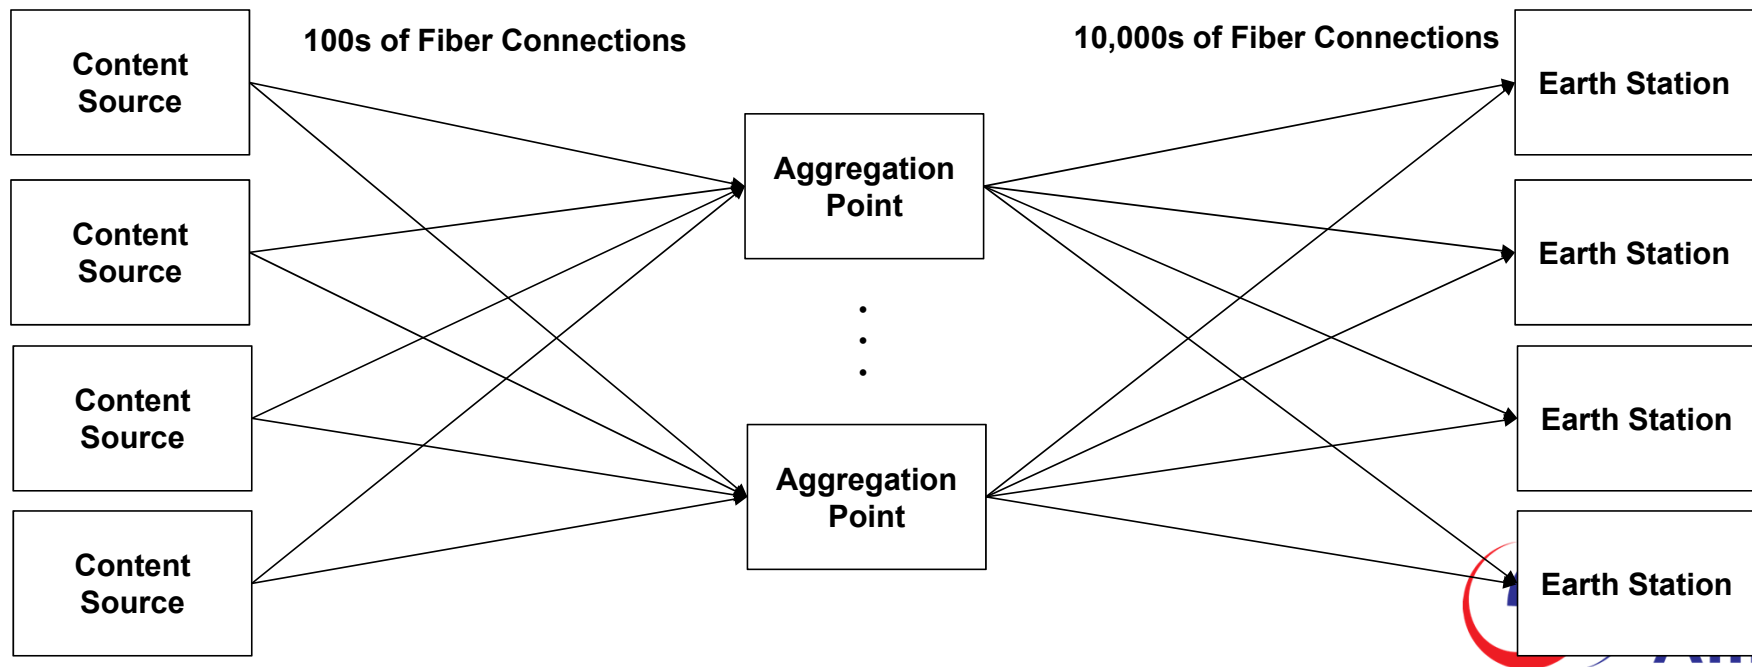 100s of Fiber Connections
10,000s of Fiber Connections
Content
Source
Content
Source
Content
Source
Content
Source
Aggregation
Point
Aggregation
Point
Earth Station
Earth Station
Earth Station
Earth Station